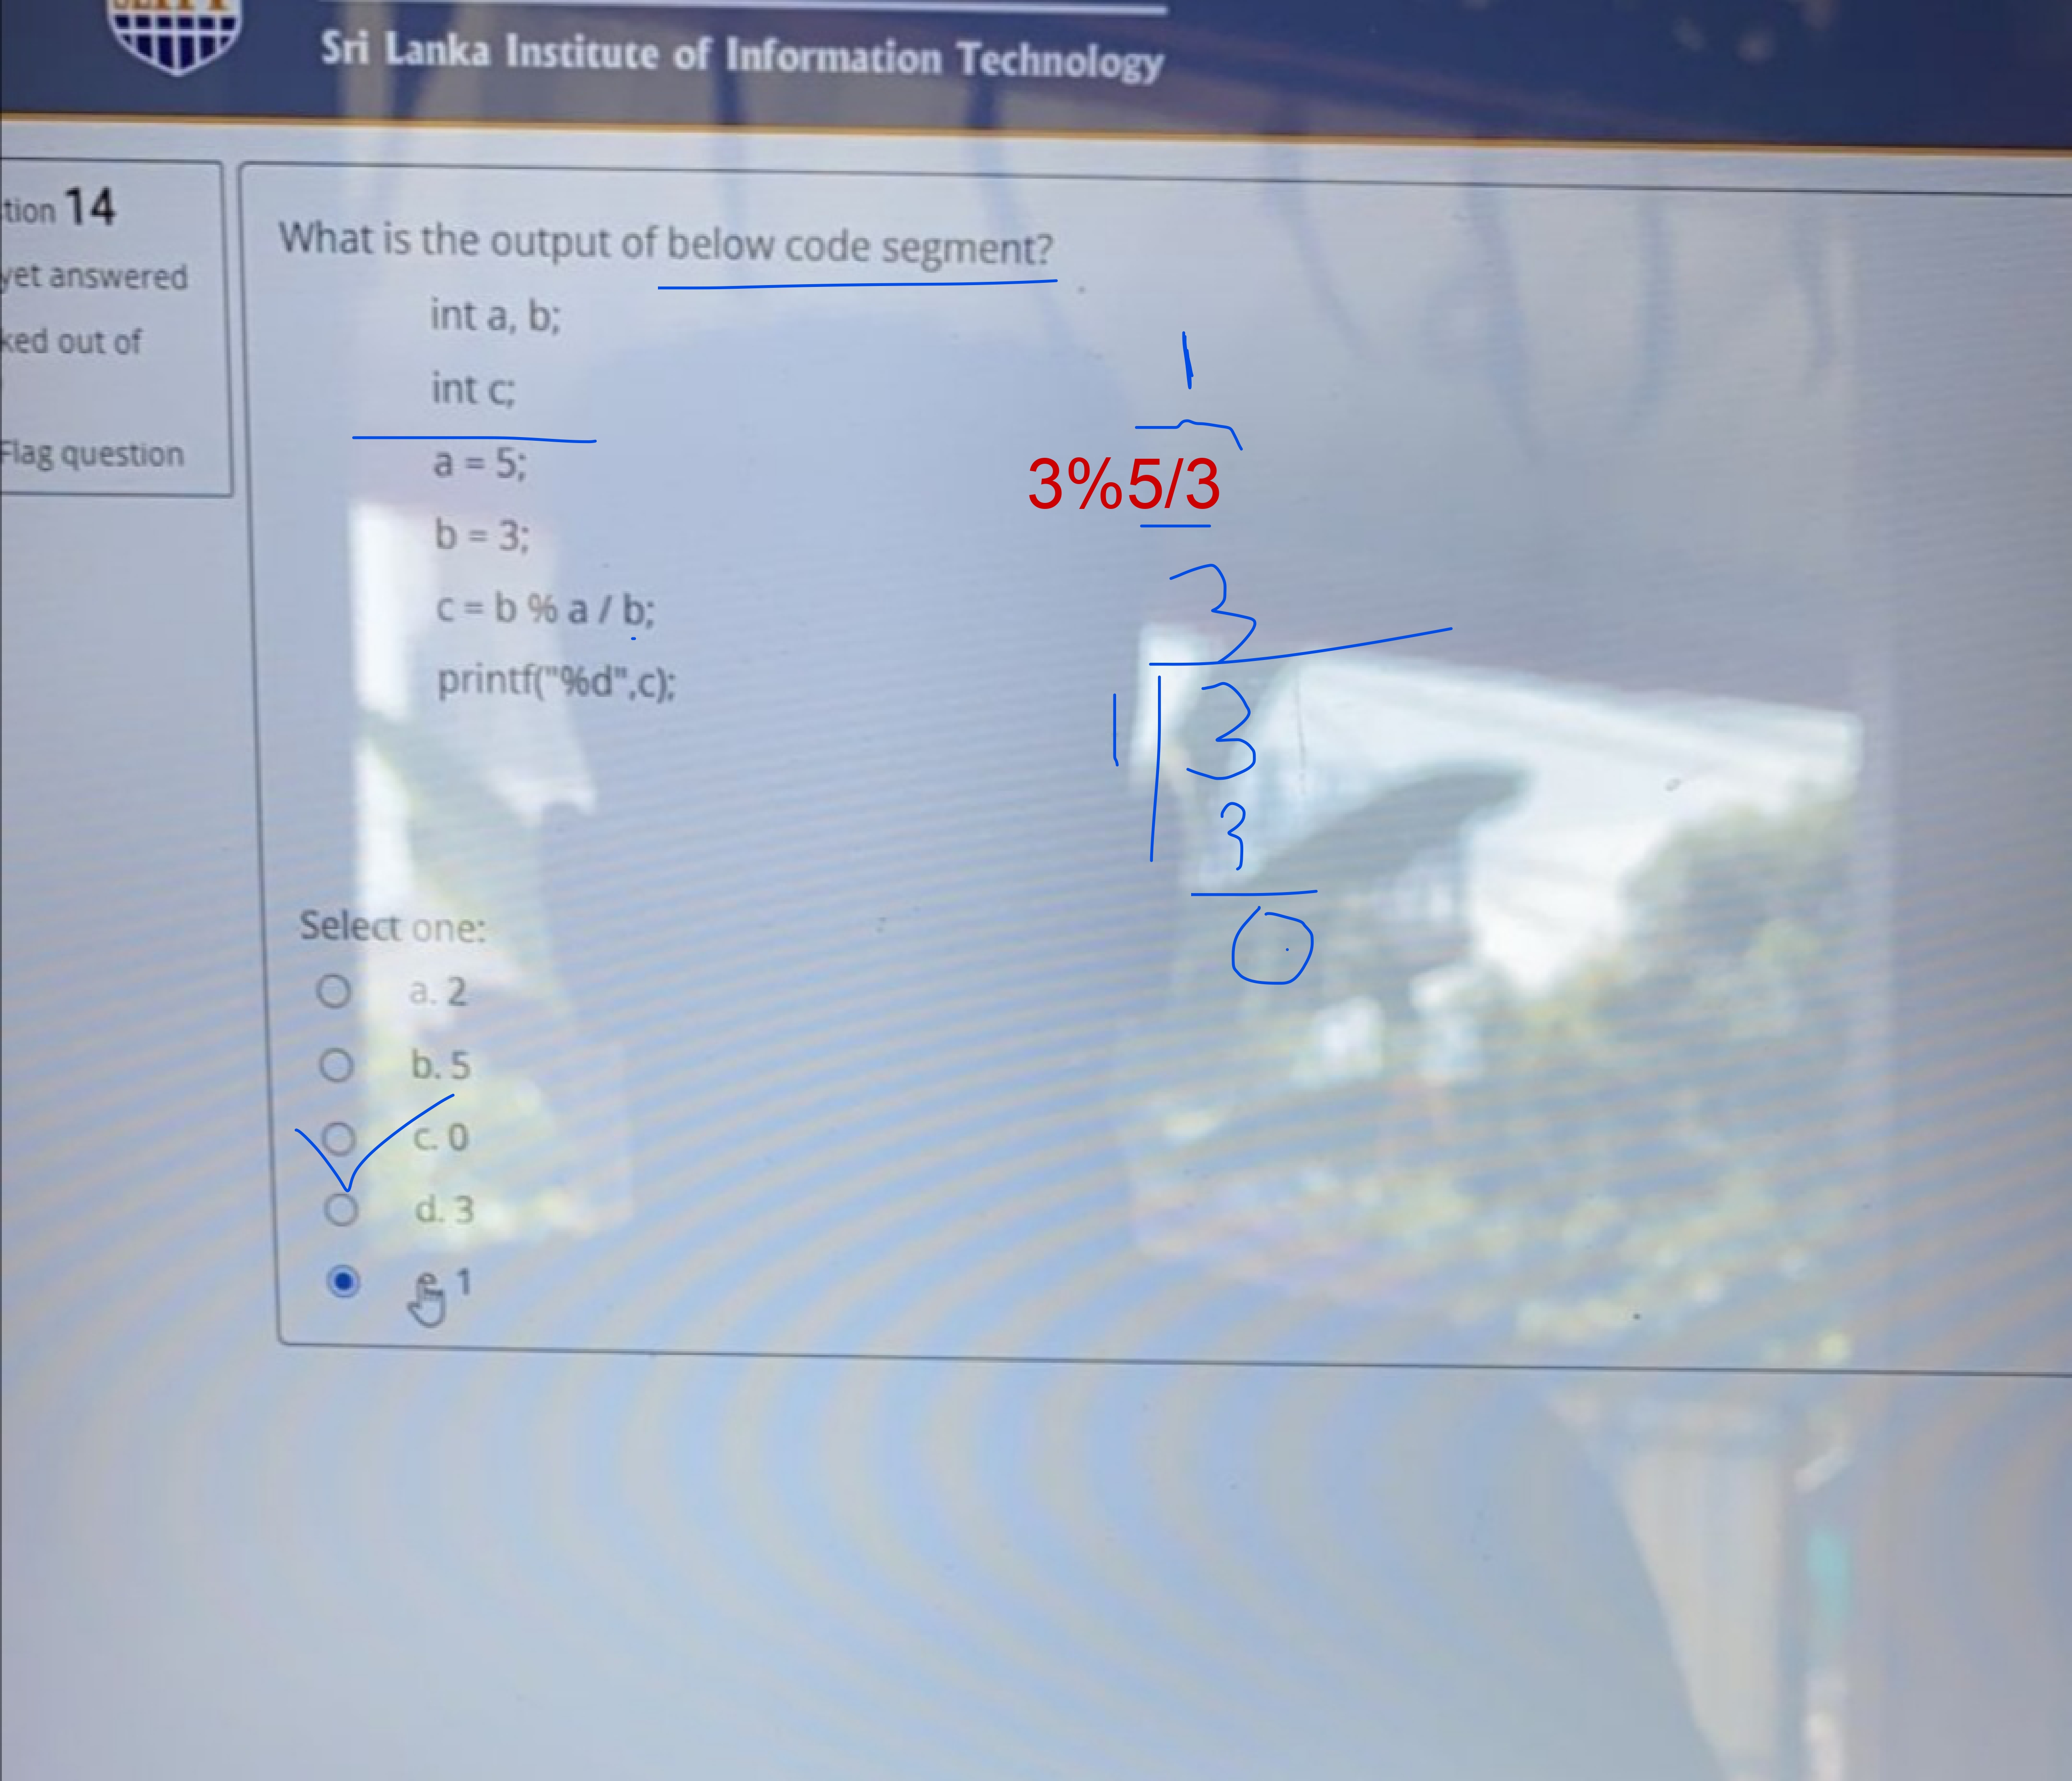 Sri Lanka Institute of Information Technology
tion 14
yet answered
ked out of
Flag question
What is the output of below code segment?
int a, b;
int c;
a = 5;
b = 3;
c = b % a / b;
printf("%d",c);
1
3%5/3
3
1 3
3
0
Select one:
a. 2
b. 5
c. 0
d. 3
e. 1